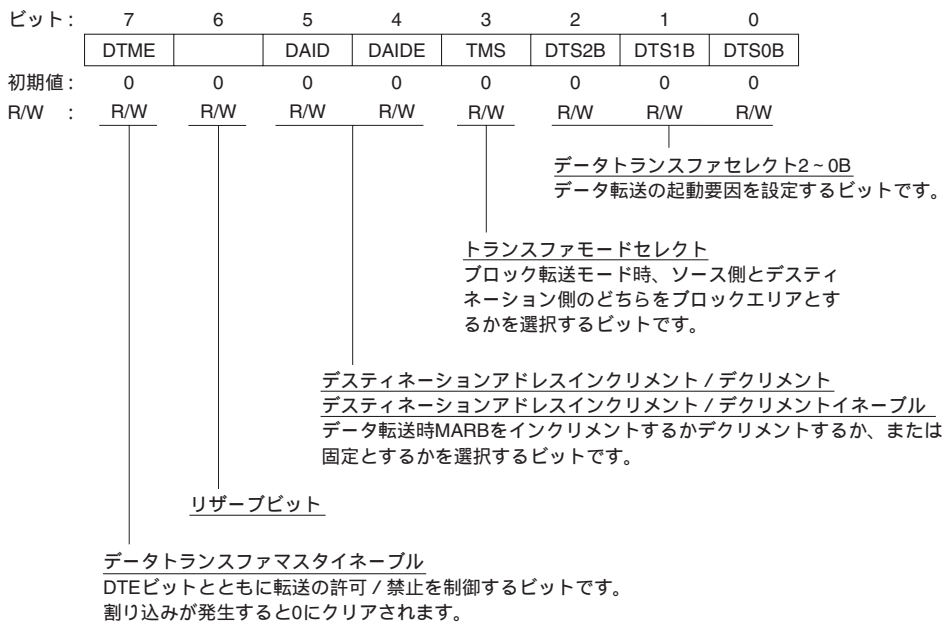 ビット : 7 6 5 4 3 2 1 0
DTME DAID DAIDE TMS DTS2B DTS1B DTS0B
初期値 : 0 0 0 0 0 0 0 0
R/W : R/W R/W R/W R/W R/W R/W R/W R/W
データトランスファセレクト2~0B
データ転送の起動要因を設定するビットです。
トランスファモードセレクト
ブロック転送モード時、ソース側とデスティ
ネーション側のどちらをブロックエリアとす
るかを選択するビットです。
デスティネーションアドレスインクリメント / デクリメント
デスティネーションアドレスインクリメント / デクリメントイネーブル
データ転送時MARBをインクリメントするかデクリメントするか、または
固定とするかを選択するビットです。
リザーブビット
データトランスファマスタイネーブル
DTEビットとともに転送の許可 / 禁止を制御するビットです。
割り込みが発生すると0にクリアされます。